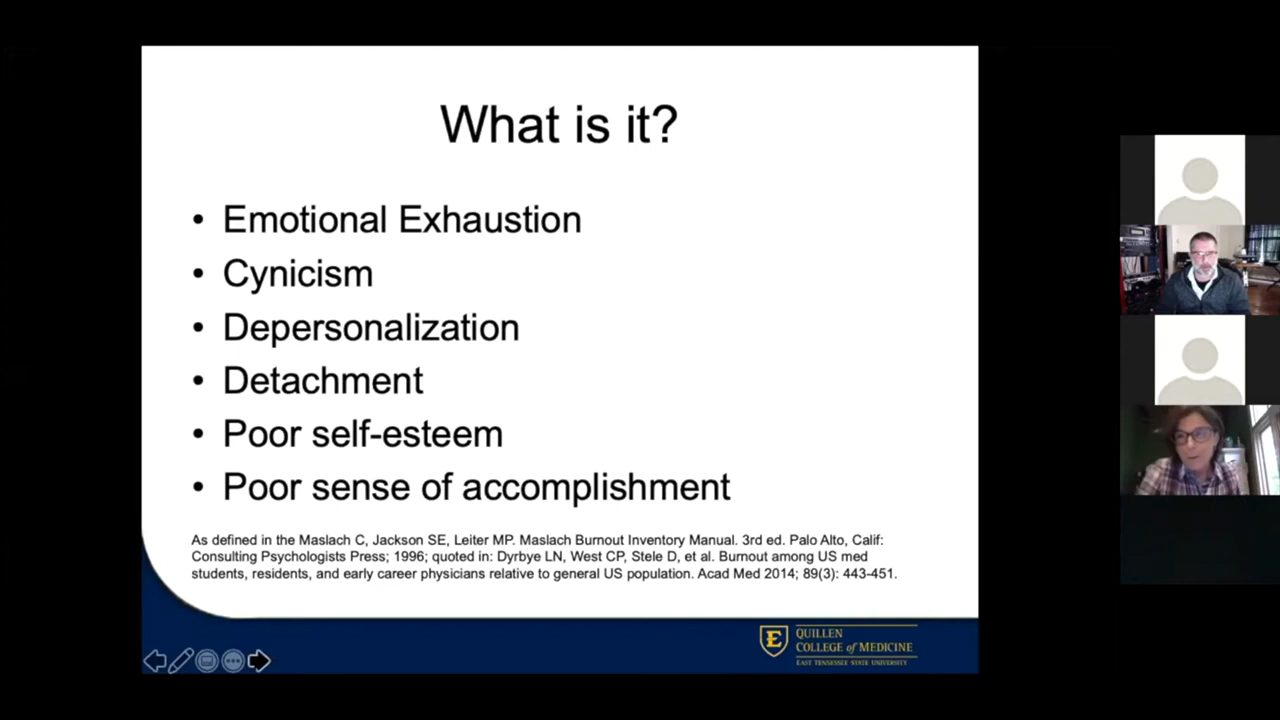 What is it?
• Emotional Exhaustion
• Cynicism
• Depersonalization
• Detachment
• Poor self-esteem
• Poor sense of accomplishment
As defined in the Maslach C, Jackson SE, Leiter MP. Maslach Burnout Inventory Manual. 3rd ed. Palo Alto, Calif:
Consulting Psychologists Press; 1996; quoted in: Dyrbye LN, West CP, Stele D, et al. Burnout among US med
students, residents, and early career physicians relative to general US population. Acad Med 2014; 89(3): 443-451.
E
QUILLEN
COLLEGE of MEDICINE
EAST TENNESSEE STATE UNIVERSITY